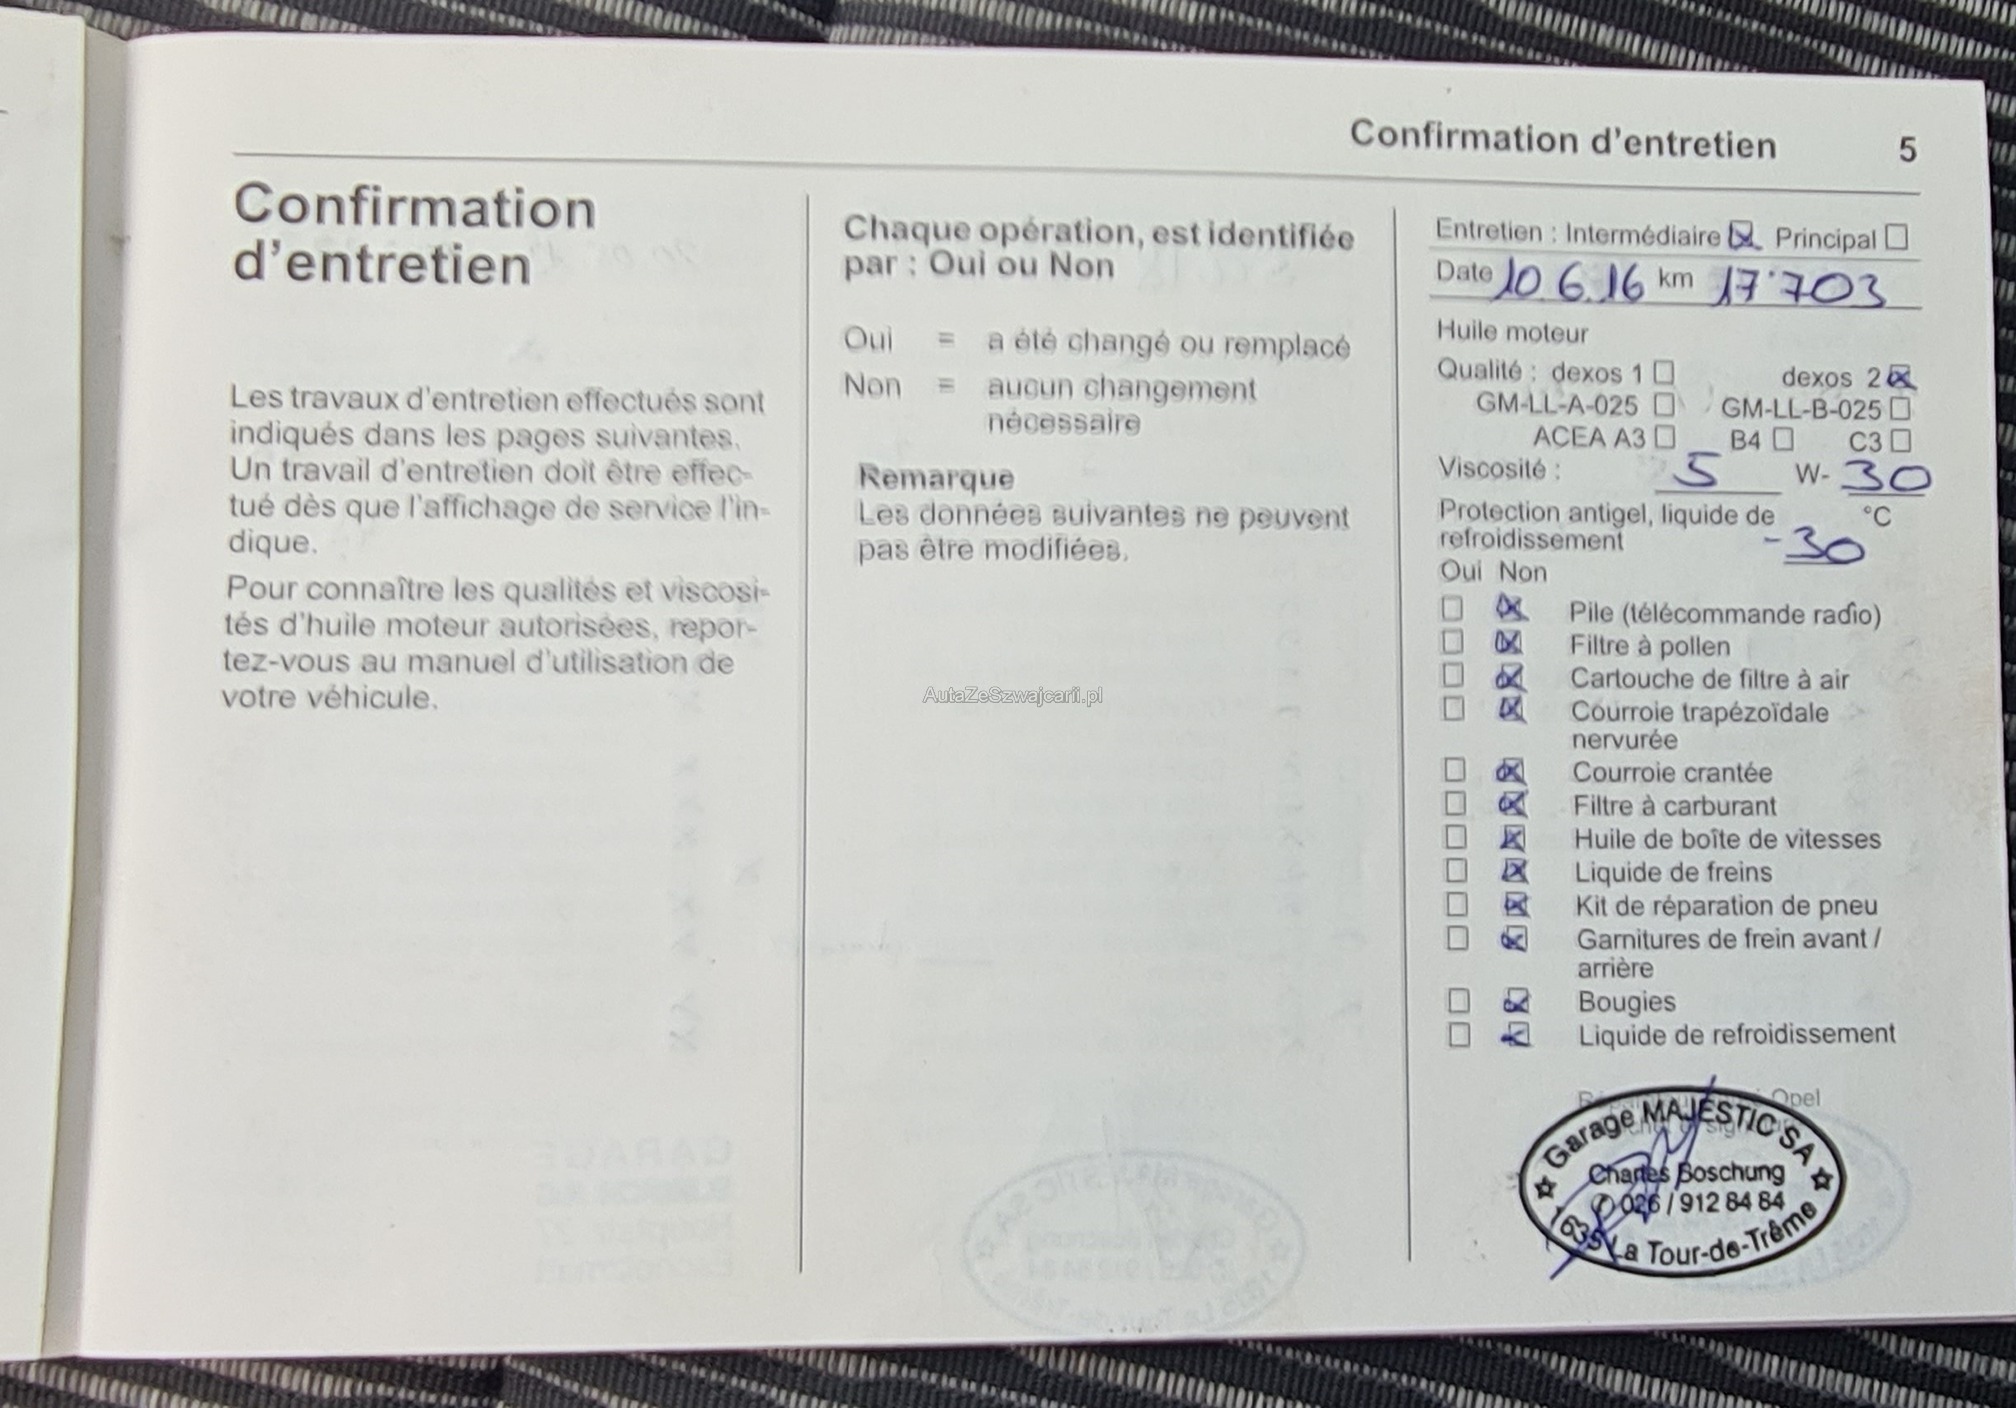 Confirmation d'entretien 5
Confirmation
d'entretien
Les travaux d'entretien effectués sont
indiqués dans les pages suivantes.
Un travail d'entretien doit être effec-
tué dès que l'affichage de service l'in-
dique.
Pour connaître les qualités et viscosi-
tés d'huile moteur autorisées, repor-
tez-vous au manuel d'utilisation de
votre véhicule.
Chaque opération, est identifiée
par : Oui ou Non
Oui = a été changé ou remplacé
Non = aucun changement
nécessaire
Remarque
Les données suivantes ne peuvent
pas être modifiées.
AutaZeSzwajcarii.pl
Entretien : Intermédiaire Principal
Date 10.6.16 km 17'703
Huile moteur
Qualité : dexos 1 dexos 2
GM-LL-A-025 GM-LL-B-025
ACEA A3 B4 C3
Viscosité : 5 W- 30
Protection antigel, liquide de °C
refroidissement -30
Oui Non
Pile (télécommande radio)
Filtre à pollen
Cartouche de filtre à air
Courroie trapézoïdale
nervurée
Courroie crantée
Filtre à carburant
Huile de boîte de vitesses
Liquide de freins
Kit de réparation de pneu
Garnitures de frein avant /
arrière
Bougies
Liquide de refroidissement
Opel
Garage MAJESTIC SA
Charles Boschung
026 / 912 84 84
1635 La Tour-de-Trême